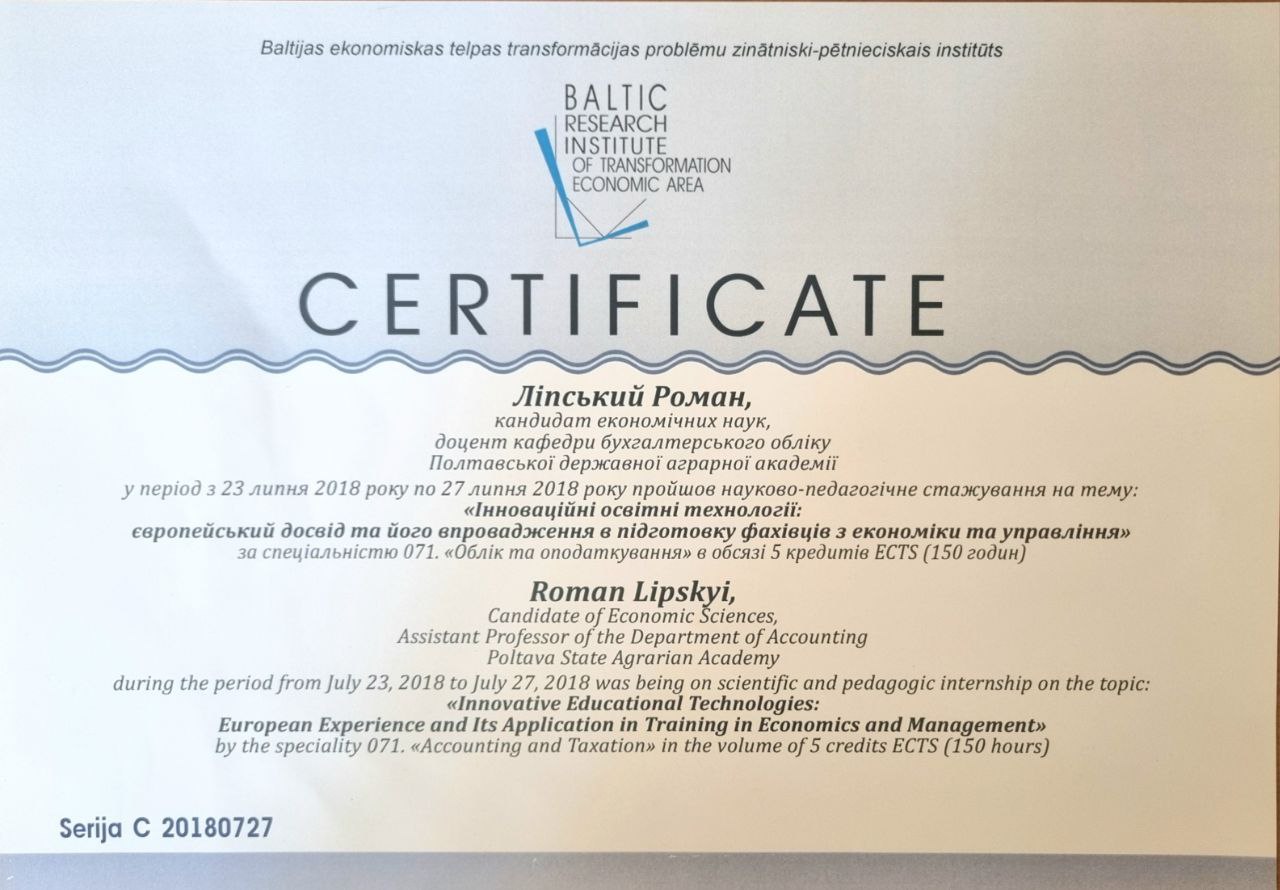 Baltijas ekonomiskas telpas transformācijas problēmu zinātniski-pētnieciskais institūts
BALTIC
RESEARCH
INSTITUTE
OF TRANSFORMATION
ECONOMIC AREA
CERTIFICATE
Ліпський Роман,
кандидат економічних наук,
доцент кафедри бухгалтерського обліку
Полтавської державної аграрної академії
у період з 23 липня 2018 року по 27 липня 2018 року пройшов науково-педагогічне стажування на тему:
«Інноваційні освітні технології:
європейський досвід та його впровадження в підготовку фахівців з економіки та управління»
за спеціальністю 071. «Облік та оподаткування» в обсязі 5 кредитів ECTS (150 годин)
Roman Lipskyi,
Candidate of Economic Sciences,
Assistant Professor of the Department of Accounting
Poltava State Agrarian Academy
during the period from July 23, 2018 to July 27, 2018 was being on scientific and pedagogic internship on the topic:
«Innovative Educational Technologies:
European Experience and Its Application in Training in Economics and Management»
by the speciality 071. «Accounting and Taxation» in the volume of 5 credits ECTS (150 hours)
Serija C 20180727